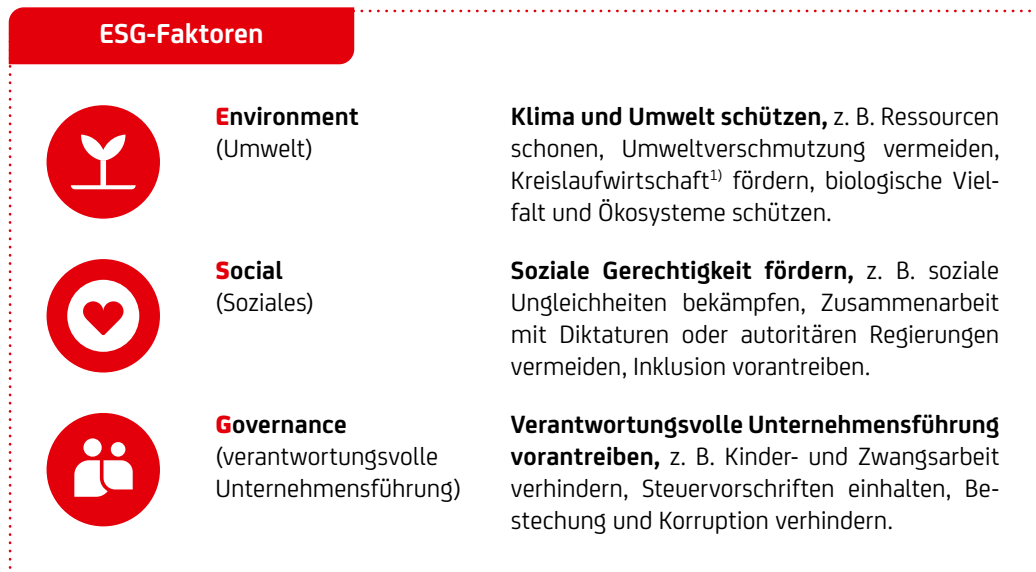 ESG-Faktoren
Environment
(Umwelt)
Klima und Umwelt schützen, z. B. Ressourcen
schonen, Umweltverschmutzung vermeiden,
Kreislaufwirtschaft1) fördern, biologische Viel-
falt und Ökosysteme schützen.
Social
(Soziales)
Soziale Gerechtigkeit fördern, z. B. soziale
Ungleichheiten bekämpfen, Zusammenarbeit
mit Diktaturen oder autoritären Regierungen
vermeiden, Inklusion vorantreiben.
Governance
(verantwortungsvolle
Unternehmensführung)
Verantwortungsvolle Unternehmensführung
vorantreiben, z. B. Kinder- und Zwangsarbeit
verhindern, Steuervorschriften einhalten, Be-
stechung und Korruption verhindern.